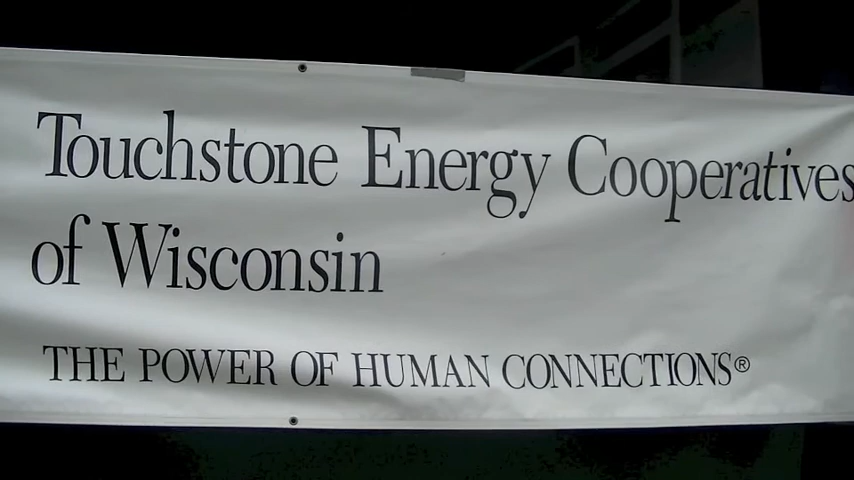 Touchstone Energy Cooperatives
of Wisconsin
THE POWER OF HUMAN CONNECTIONS®